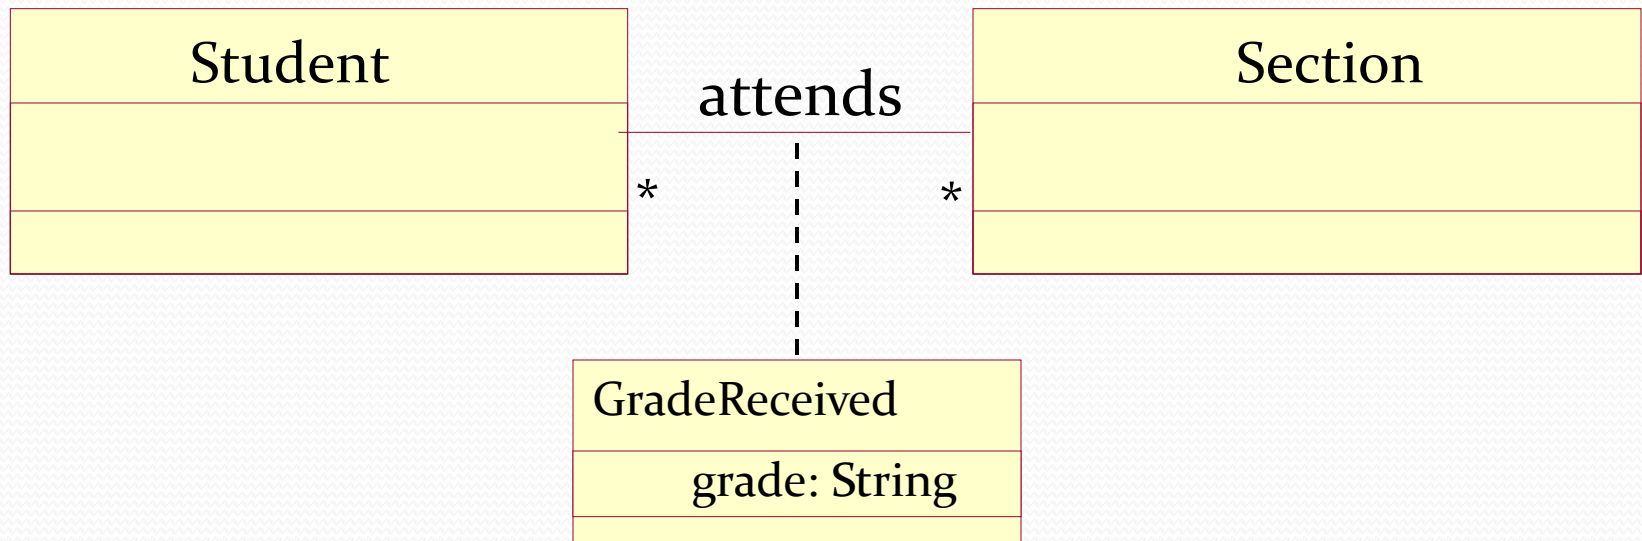 Student
Section
attends
*
*
GradeReceived
grade: String